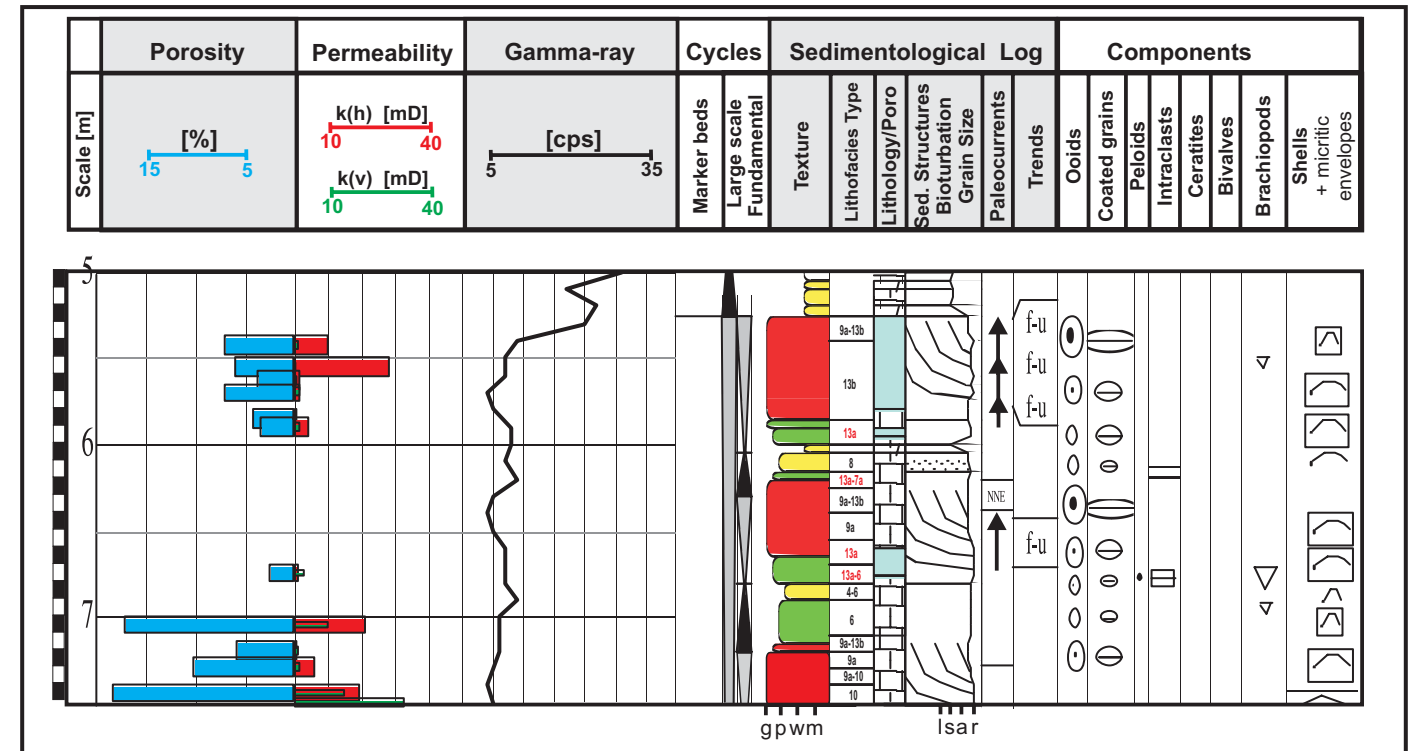 Porosity Permeability Gamma-ray Cycles Sedimentological Log Components
Scale [m]
[%]
15 5
k(h) [mD]
10 40
k(v) [mD]
10 40
[cps]
5 35
Marker beds
Large scale
Fundamental
Texture
Lithofacies Type
Lithology/Poro
Sed. Structures
Bioturbation
Grain Size
Paleocurrents
Trends
Ooids
Coated grains
Peloids
Intraclasts
Ceratites
Bivalves
Brachiopods
Shells
+ micritic
envelopes
5
9a-13b
f-u
f-u
13b
f-u
13a
6
8
13a-7a
9a-13b
NNE
9a
f-u
13a
13a-6
4-6
7
6
9a-13b
9a
9a-10
10
gpwm
lsar